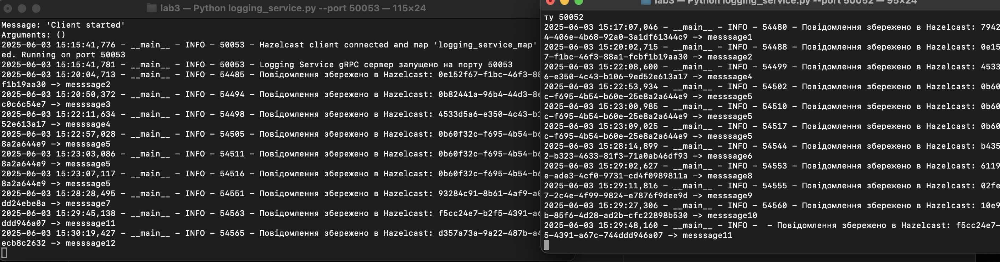 lab3 — Python logging_service.py --port 50053 — 115×24
Message: 'Client started'
Arguments: ()
2025-06-03 15:15:41,776 - __main__ - INFO - 50053 - Hazelcast client connected and map 'logging_service_map'
ed. Running on port 50053
2025-06-03 15:15:41,781 - __main__ - INFO - 50053 - Logging Service gRPC сервер запущено на порту 50053
2025-06-03 15:20:04,713 - __main__ - INFO - 54485 - Повідомлення збережено в Hazelcast: 0e152f67-f1bc-46f3-88
f1b19aa30 -> messsage2
2025-06-03 15:20:50,372 - __main__ - INFO - 54494 - Повідомлення збережено в Hazelcast: 0b82441a-96b4-44d3-8e
c0c6c54e7 -> messsage3
2025-06-03 15:22:11,634 - __main__ - INFO - 54498 - Повідомлення збережено в Hazelcast: 4533d5a6-e350-4c43-b1
52e613a17 -> messsage4
2025-06-03 15:22:57,028 - __main__ - INFO - 54505 - Повідомлення збережено в Hazelcast: 0b60f32c-f695-4b54-b6
8a2a644e9 -> messsage5
2025-06-03 15:23:03,086 - __main__ - INFO - 54511 - Повідомлення збережено в Hazelcast: 0b60f32c-f695-4b54-b6
8a2a644e9 -> messsage5
2025-06-03 15:23:07,117 - __main__ - INFO - 54516 - Повідомлення збережено в Hazelcast: 0b60f32c-f695-4b54-b6
8a2a644e9 -> messsage5
2025-06-03 15:28:28,495 - __main__ - INFO - 54551 - Повідомлення збережено в Hazelcast: 93284c91-8b61-4af9-a0
dd24ebe8a -> messsage7
2025-06-03 15:29:45,138 - __main__ - INFO - 54563 - Повідомлення збережено в Hazelcast: f5cc24e7-b2f5-4391-a6
ddd946a07 -> messsage11
2025-06-03 15:30:19,427 - __main__ - INFO - 54565 - Повідомлення збережено в Hazelcast: d357a73a-9a22-487b-a4
ecb8c2632 -> messsage12
lab3 — Python logging_service.py --port 50052 — 95×24
ту 50052
2025-06-03 15:17:07,046 - __main__ - INFO - 54480 - Повідомлення збережено в Hazelcast: 7942
4-406e-4b68-92a0-3a1df61344c9 -> messsage1
2025-06-03 15:20:02,715 - __main__ - INFO - 54488 - Повідомлення збережено в Hazelcast: 0e15
7-f1bc-46f3-88a1-fcbf1b19aa30 -> messsage2
2025-06-03 15:22:08,600 - __main__ - INFO - 54499 - Повідомлення збережено в Hazelcast: 4533
6-e350-4c43-b106-9ed52e613a17 -> messsage4
2025-06-03 15:22:53,934 - __main__ - INFO - 54502 - Повідомлення збережено в Hazelcast: 0b60
c-f695-4b54-b60e-25e8a2a644e9 -> messsage5
2025-06-03 15:23:00,985 - __main__ - INFO - 54510 - Повідомлення збережено в Hazelcast: 0b60
c-f695-4b54-b60e-25e8a2a644e9 -> messsage5
2025-06-03 15:23:09,025 - __main__ - INFO - 54517 - Повідомлення збережено в Hazelcast: 0b60
c-f695-4b54-b60e-25e8a2a644e9 -> messsage5
2025-06-03 15:28:14,899 - __main__ - INFO - 54544 - Повідомлення збережено в Hazelcast: b435
2-b323-4633-81f3-71a0ab46df93 -> messsage6
2025-06-03 15:29:02,627 - __main__ - INFO - 54553 - Повідомлення збережено в Hazelcast: 6119
e-ade3-4cf0-9731-cd4f0989811a -> messsage8
2025-06-03 15:29:11,816 - __main__ - INFO - 54555 - Повідомлення збережено в Hazelcast: 02fe
7-2c4e-4f99-9824-e7876f9dee9d -> messsage9
2025-06-03 15:29:27,306 - __main__ - INFO - 54560 - Повідомлення збережено в Hazelcast: 10e9
b-85f6-4d28-ad2b-cfc22898b530 -> messsage10
2025-06-03 15:29:48,160 - __main__ - INFO -  - Повідомлення збережено в Hazelcast: f5cc24e7-
5-4391-a67c-744ddd946a07 -> messsage11